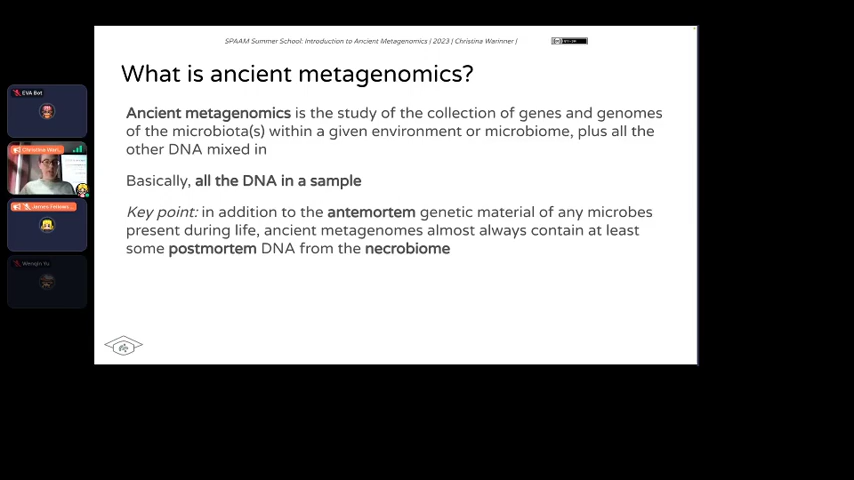 SPAAM Summer School: Introduction to Ancient Metagenomics | 2023 | Christina Warinner |
What is ancient metagenomics?
Ancient metagenomics is the study of the collection of genes and genomes
of the microbiota(s) within a given environment or microbiome, plus all the
other DNA mixed in
Basically, all the DNA in a sample
Key point: in addition to the antemortem genetic material of any microbes
present during life, ancient metagenomes almost always contain at least
some postmortem DNA from the necrobiome
EVA Bot
Christina War...
James Fellows...